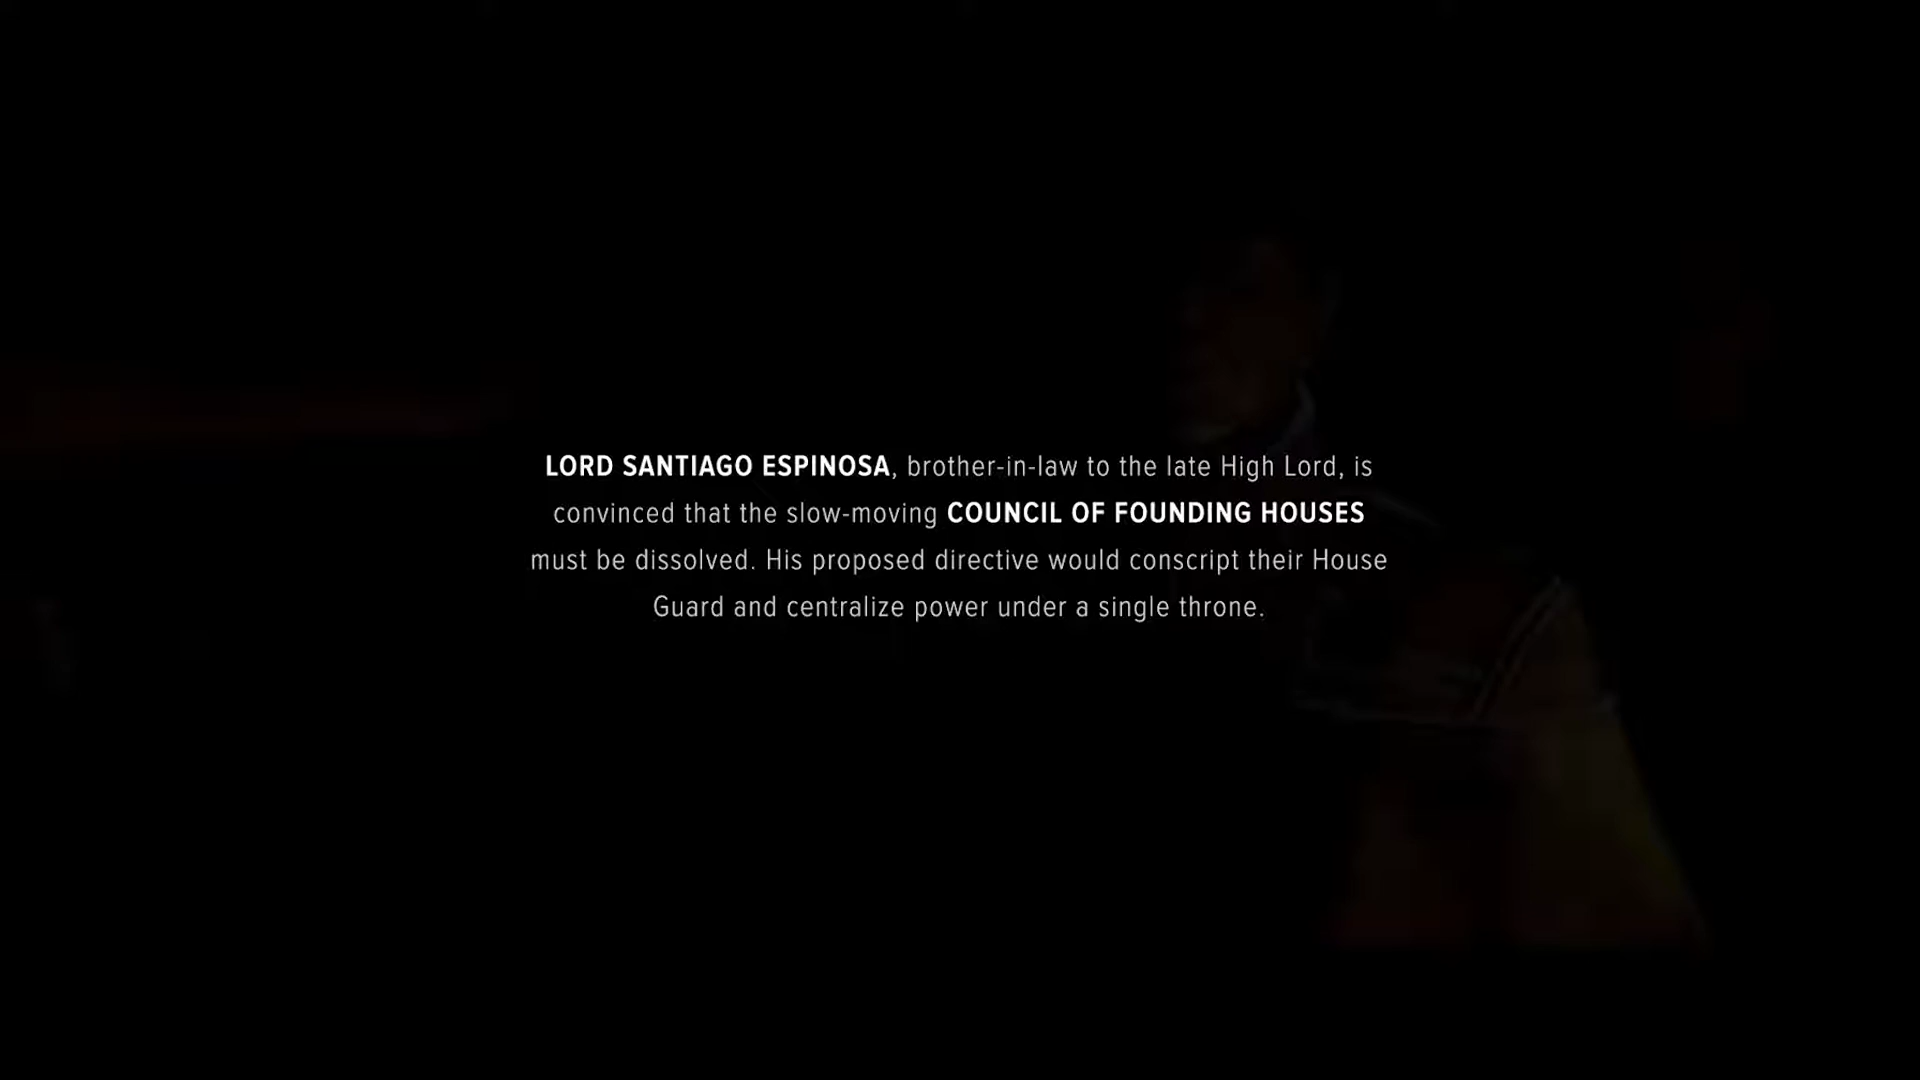 LORD SANTIAGO ESPINOSA, brother-in-law to the late High Lord, is
convinced that the slow-moving COUNCIL OF FOUNDING HOUSES
must be dissolved. His proposed directive would conscript their House
Guard and centralize power under a single throne.